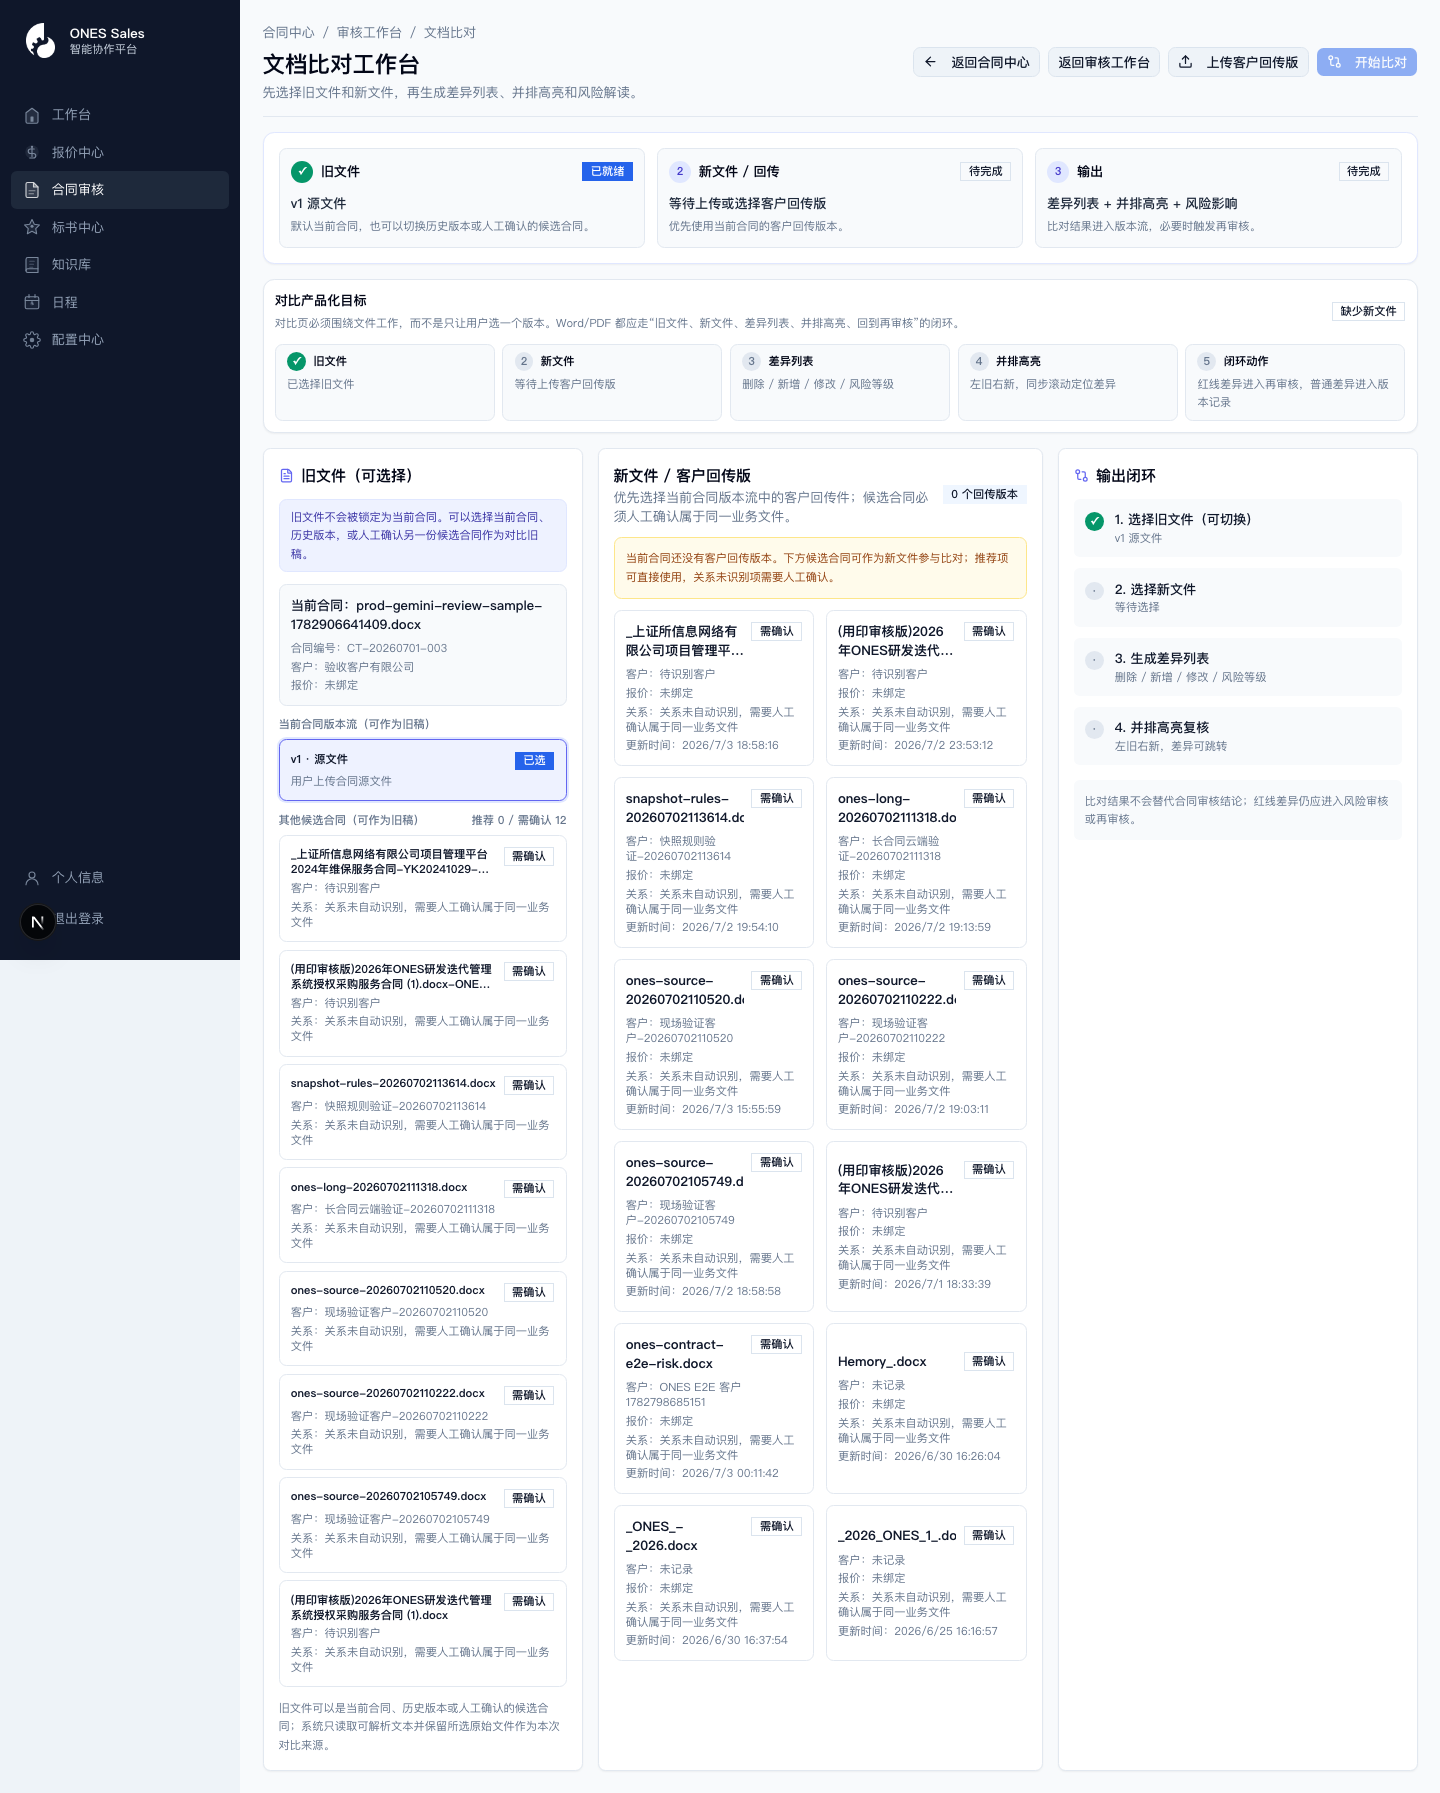 ONES Sales
智能协作平台
工作台
报价中心
合同审核
标书中心
知识库
日程
配置中心
个人信息
退出登录
合同中心 / 审核工作台 / 文档比对
文档比对工作台
先选择旧文件和新文件，再生成差异列表、并排高亮和风险解读。
返回合同中心
返回审核工作台
上传客户回传版
开始比对
旧文件
已就绪
v1 源文件
默认当前合同，也可以切换历史版本或人工确认的候选合同。
2 新文件 / 回传
待完成
等待上传或选择客户回传版
优先使用当前合同的客户回传版本。
3 输出
待完成
差异列表 + 并排高亮 + 风险影响
比对结果进入版本流，必要时触发再审核。
对比产品化目标
对比页必须围绕文件工作，而不是只让用户选一个版本。Word/PDF 都应走“旧文件、新文件、差异列表、并排高亮、回到再审核”的闭环。
缺少新文件
旧文件
已选择旧文件
2 新文件
等待上传客户回传版
3 差异列表
删除 / 新增 / 修改 / 风险等级
4 并排高亮
左旧右新，同步滚动定位差异
5 闭环动作
红线差异进入再审核，普通差异进入版
本记录
旧文件（可选择）
旧文件不会被锁定为当前合同。可以选择当前合同、
历史版本，或人工确认另一份候选合同作为对比旧
稿。
当前合同：prod-gemini-review-sample-
1782906641409.docx
合同编号：CT-20260701-003
客户：验收客户有限公司
报价：未绑定
当前合同版本流（可作为旧稿）
v1 · 源文件
已选
用户上传合同源文件
其他候选合同（可作为旧稿）
推荐 0 / 需确认 12
_上证所信息网络有限公司项目管理平台
2024年维保服务合同-YK20241029-...
需确认
客户：待识别客户
关系：关系未自动识别，需要人工确认属于同一业务
文件
(用印审核版)2026年ONES研发迭代管理
系统授权采购服务合同 (1).docx-ONE...
需确认
客户：待识别客户
关系：关系未自动识别，需要人工确认属于同一业务
文件
snapshot-rules-20260702113614.docx
需确认
客户：快照规则验证-20260702113614
关系：关系未自动识别，需要人工确认属于同一业务
文件
ones-long-20260702111318.docx
需确认
客户：长合同云端验证-20260702111318
关系：关系未自动识别，需要人工确认属于同一业务
文件
ones-source-20260702110520.docx
需确认
客户：现场验证客户-20260702110520
关系：关系未自动识别，需要人工确认属于同一业务
文件
ones-source-20260702110222.docx
需确认
客户：现场验证客户-20260702110222
关系：关系未自动识别，需要人工确认属于同一业务
文件
ones-source-20260702105749.docx
需确认
客户：现场验证客户-20260702105749
关系：关系未自动识别，需要人工确认属于同一业务
文件
(用印审核版)2026年ONES研发迭代管理
系统授权采购服务合同 (1).docx
需确认
客户：待识别客户
关系：关系未自动识别，需要人工确认属于同一业务
文件
旧文件可以是当前合同、历史版本或人工确认的候选合
同；系统只读取可解析文本并保留所选原始文件作为本次
对比来源。
新文件 / 客户回传版
优先选择当前合同版本流中的客户回传件；候选合同必
须人工确认属于同一业务文件。
0 个回传版本
当前合同还没有客户回传版本。下方候选合同可作为新文件参与比对；推荐项
可直接使用，关系未识别项需要人工确认。
_上证所信息网络有
限公司项目管理平...
需确认
客户：待识别客户
报价：未绑定
关系：关系未自动识别，需要人工
确认属于同一业务文件
更新时间：2026/7/3 18:58:16
(用印审核版)2026
年ONES研发迭代...
需确认
客户：待识别客户
报价：未绑定
关系：关系未自动识别，需要人工
确认属于同一业务文件
更新时间：2026/7/2 23:53:12
snapshot-rules-
20260702113614.dc
需确认
客户：快照规则验
证-20260702113614
报价：未绑定
关系：关系未自动识别，需要人工
确认属于同一业务文件
更新时间：2026/7/2 19:54:10
ones-long-
20260702111318.do
需确认
客户：长合同云端验
证-20260702111318
报价：未绑定
关系：关系未自动识别，需要人工
确认属于同一业务文件
更新时间：2026/7/2 19:13:59
ones-source-
20260702110520.de
需确认
客户：现场验证客
户-20260702110520
报价：未绑定
关系：关系未自动识别，需要人工
确认属于同一业务文件
更新时间：2026/7/3 15:55:59
ones-source-
20260702110222.de
需确认
客户：现场验证客
户-20260702110222
报价：未绑定
关系：关系未自动识别，需要人工
确认属于同一业务文件
更新时间：2026/7/2 19:03:11
ones-source-
20260702105749.d
需确认
客户：现场验证客
户-20260702105749
报价：未绑定
关系：关系未自动识别，需要人工
确认属于同一业务文件
更新时间：2026/7/2 18:58:58
(用印审核版)2026
年ONES研发迭代...
需确认
客户：待识别客户
报价：未绑定
关系：关系未自动识别，需要人工
确认属于同一业务文件
更新时间：2026/7/1 18:33:39
ones-contract-
e2e-risk.docx
需确认
客户：ONES E2E 客户
1782798685151
报价：未绑定
关系：关系未自动识别，需要人工
确认属于同一业务文件
更新时间：2026/7/3 00:11:42
Hemory_.docx
需确认
客户：未记录
报价：未绑定
关系：关系未自动识别，需要人工
确认属于同一业务文件
更新时间：2026/6/30 16:26:04
_ONES_-
_2026.docx
需确认
客户：未记录
报价：未绑定
关系：关系未自动识别，需要人工
确认属于同一业务文件
更新时间：2026/6/30 16:37:54
_2026_ONES_1_.do
需确认
客户：未记录
报价：未绑定
关系：关系未自动识别，需要人工
确认属于同一业务文件
更新时间：2026/6/25 16:16:57
输出闭环
1. 选择旧文件（可切换）
v1 源文件
2. 选择新文件
等待选择
3. 生成差异列表
删除 / 新增 / 修改 / 风险等级
4. 并排高亮复核
左旧右新，差异可跳转
比对结果不会替代合同审核结论；红线差异仍应进入风险审核
或再审核。